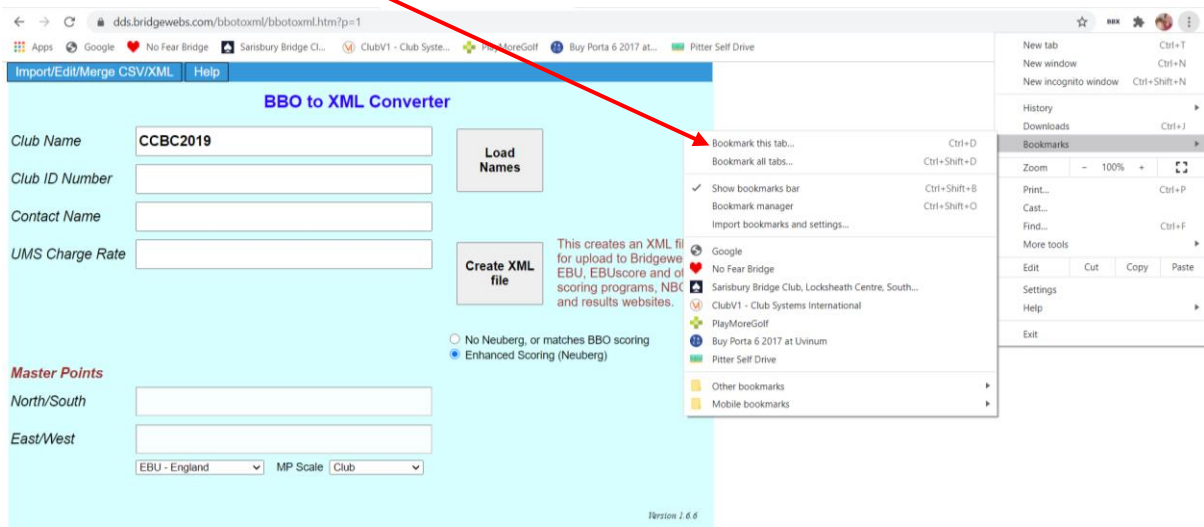 dds.bridgewebs.com/bbotoxml/bbotoxml.htm?p=1
BBX
Apps Google No Fear Bridge Sarisbury Bridge Cl... ClubV1 - Club Syste... PlayMoreGolf Buy Porta 6 2017 at... Pitter Self Drive
Import/Edit/Merge CSV/XML Help
BBO to XML Converter
Club Name CCBC2019
Load
Names
Club ID Number
Contact Name
UMS Charge Rate
Create XML
file
This creates an XML fil
for upload to Bridgewe
EBU, EBUscore and ot
scoring programs, NBO
and results websites.
No Neuberg, or matches BBO scoring
Enhanced Scoring (Neuberg)
Master Points
North/South
East/West
EBU - England MP Scale Club
Version 1.6.6
Bookmark this tab... Ctrl+D
Bookmark all tabs... Ctrl+Shift+D
Show bookmarks bar Ctrl+Shift+B
Bookmark manager Ctrl+Shift+O
Import bookmarks and settings...
Google
No Fear Bridge
Sarisbury Bridge Club, Locksheath Centre, South...
ClubV1 - Club Systems International
PlayMoreGolf
Buy Porta 6 2017 at Uvinum
Pitter Self Drive
Other bookmarks
Mobile bookmarks
New tab Ctrl+T
New window Ctrl+N
New incognito window Ctrl+Shift+N
History
Downloads Ctrl+J
Bookmarks
Zoom - 100% +
Print... Ctrl+P
Cast...
Find... Ctrl+F
More tools
Edit Cut Copy Paste
Settings
Help
Exit